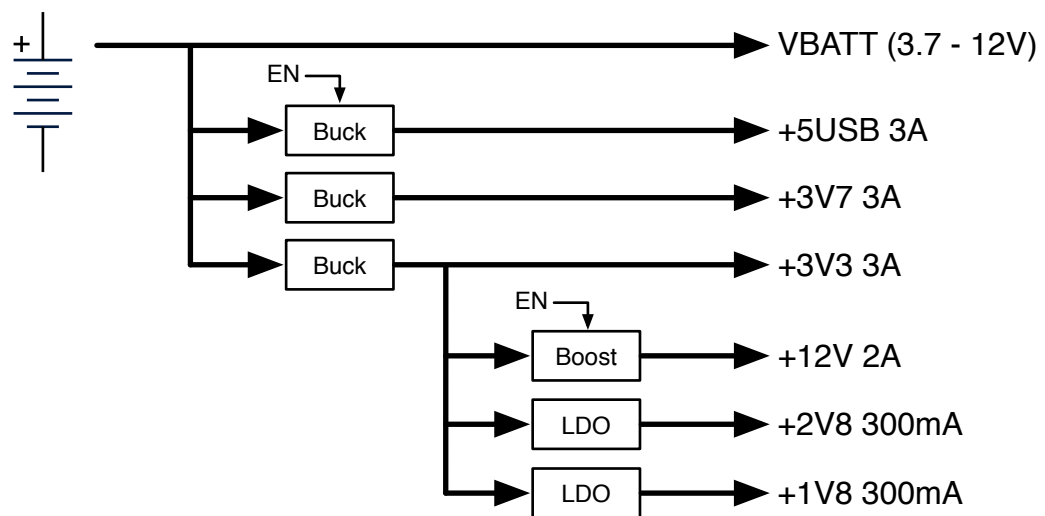 +
VBATT (3.7 - 12V)
EN
Buck
+5USB 3A
Buck
+3V7 3A
Buck
+3V3 3A
EN
Boost
+12V 2A
LDO
+2V8 300mA
LDO
+1V8 300mA